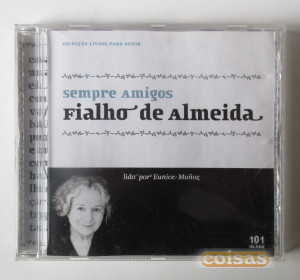 COLECÇÃO LIVROS PARA OUVIR
sempre amigos
Fialho de Almeida
lido por Eunice Muñoz
101
coisas